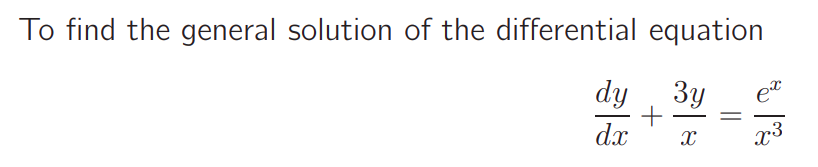 To find the general solution of the differential equation
dy/dx + 3y/x = e^x/x^3